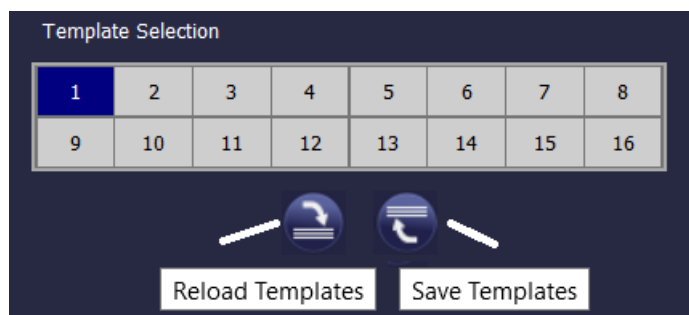 Template Selection
1 2 3 4 5 6 7 8
9 10 11 12 13 14 15 16
Reload Templates Save Templates